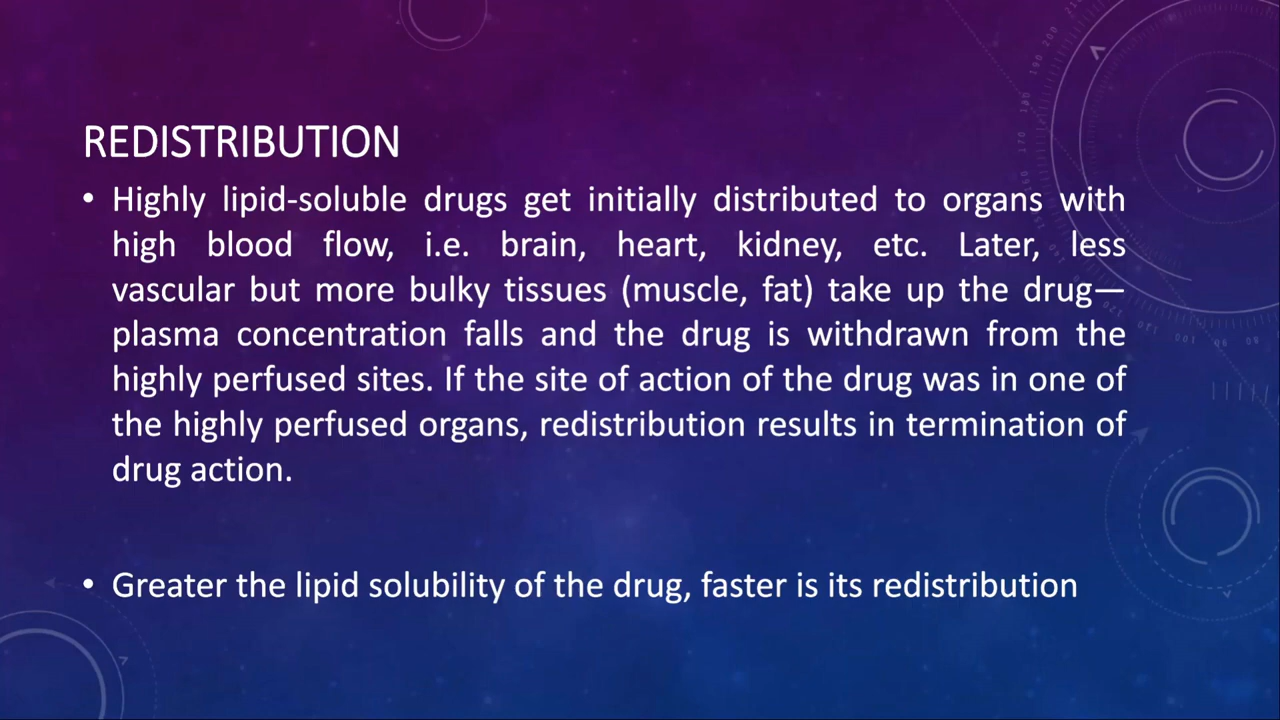 REDISTRIBUTION
• Highly lipid-soluble drugs get initially distributed to organs with
high blood flow, i.e. brain, heart, kidney, etc. Later, less
vascular but more bulky tissues (muscle, fat) take up the drug—
plasma concentration falls and the drug is withdrawn from the
highly perfused sites. If the site of action of the drug was in one of
the highly perfused organs, redistribution results in termination of
drug action.
• Greater the lipid solubility of the drug, faster is its redistribution